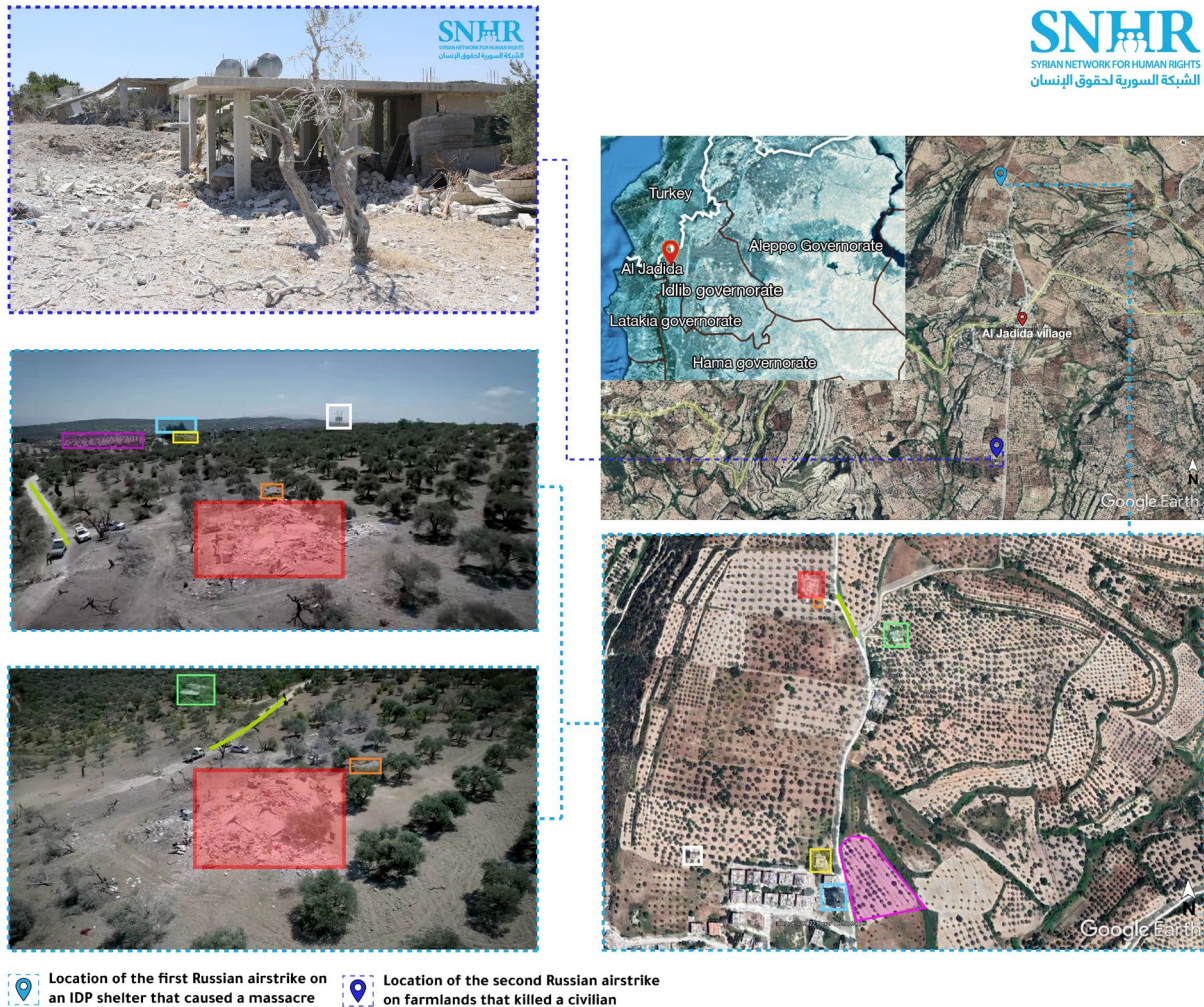 SNHR
SYRIAN NETWORK FOR HUMAN RIGHTS
الشبكة السورية لحقوق الإنسان
SNHR
SYRIAN NETWORK FOR HUMAN RIGHTS
الشبكة السورية لحقوق الإنسان
Turkey
Aleppo Governorate
Al Jadida
Idlib governorate
Latakia governorate
Hama governorate
Al Jadida village
N
Google Earth
N
Google Earth
Location of the first Russian airstrike on
an IDP shelter that caused a massacre
Location of the second Russian airstrike
on farmlands that killed a civilian